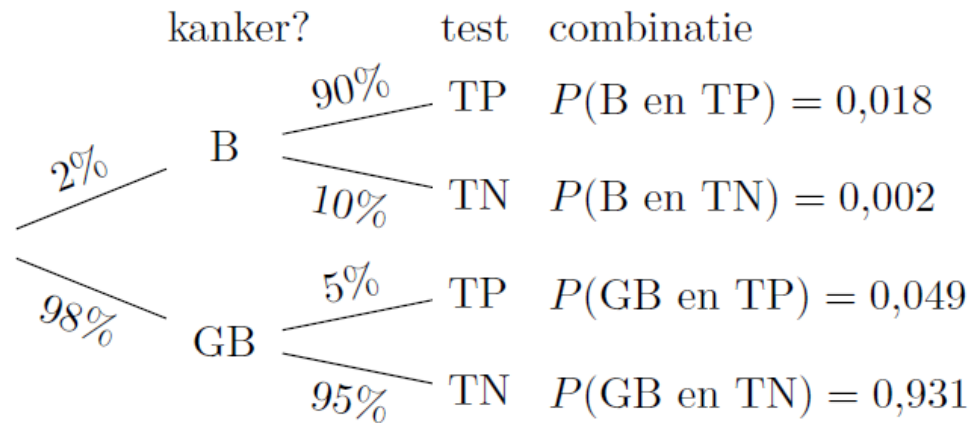 kanker? test combinatie
90% TP P(B en TP) = 0,018
2% B
10% TN P(B en TN) = 0,002
5% TP P(GB en TP) = 0,049
98% GB
95% TN P(GB en TN) = 0,931